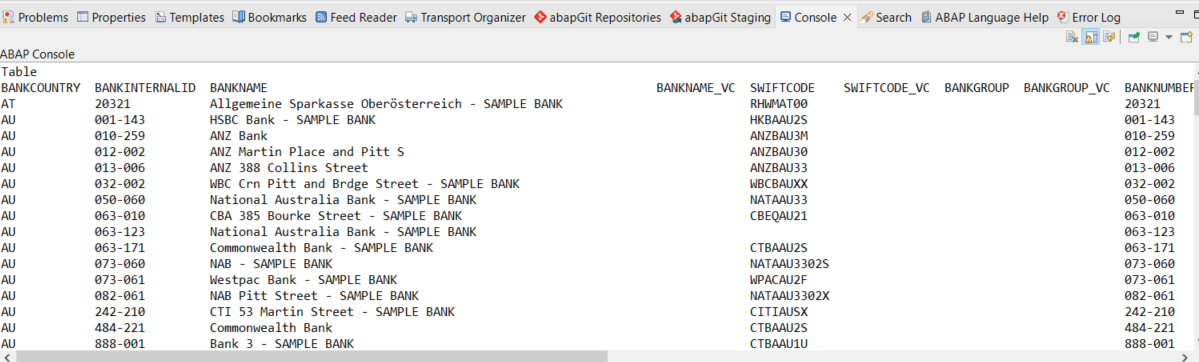 Problems Properties Templates Bookmarks Feed Reader Transport Organizer abapGit Repositories abapGit Staging Console Search ABAP Language Help Error Log
ABAP Console
Table
BANKCOUNTRY BANKINTERNALID BANKNAME BANKNAME_VC SWIFTCODE SWIFTCODE_VC BANKGROUP BANKGROUP_VC BANKNUMBER
AT 20321 Allgemeine Sparkasse Oberösterreich - SAMPLE BANK RHWMAT00 20321
AU 001-143 HSBC Bank - SAMPLE BANK HKBAAU2S 001-143
AU 010-259 ANZ Bank ANZBAU3M 010-259
AU 012-002 ANZ Martin Place and Pitt S ANZBAU30 012-002
AU 013-006 ANZ 388 Collins Street ANZBAU33 013-006
AU 032-002 WBC Crn Pitt and Brdge Street - SAMPLE BANK WBCBAUXX 032-002
AU 050-060 National Australia Bank - SAMPLE BANK NATAAU33 050-060
AU 063-010 CBA 385 Bourke Street - SAMPLE BANK CBEQAU21 063-010
AU 063-123 National Australia Bank - SAMPLE BANK 063-123
AU 063-171 Commonwealth Bank - SAMPLE BANK CTBAAU2S 063-171
AU 073-060 NAB - SAMPLE BANK NATAAU3302S 073-060
AU 073-061 Westpac Bank - SAMPLE BANK WPACAU2F 073-061
AU 082-061 NAB Pitt Street - SAMPLE BANK NATAAU3302X 082-061
AU 242-210 CTI 53 Martin Street - SAMPLE BANK CITIAUSX 242-210
AU 484-221 Commonwealth Bank CTBAAU2S 484-221
AU 888-001 Bank 3 - SAMPLE BANK CTBAAU1U 888-001